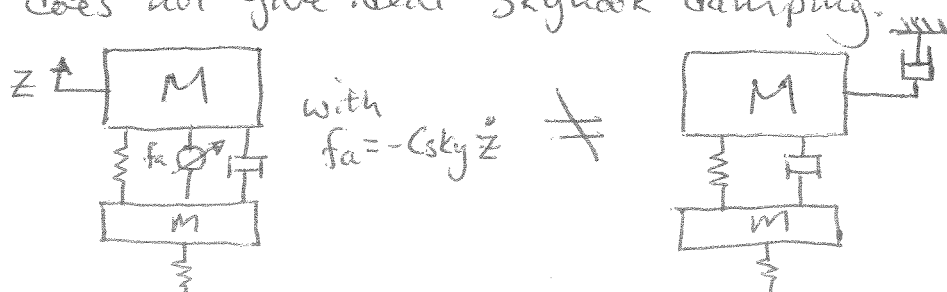 does not give ideal skyhook damping.
Z M with M
fa fa = -Csky ż ≠
m m